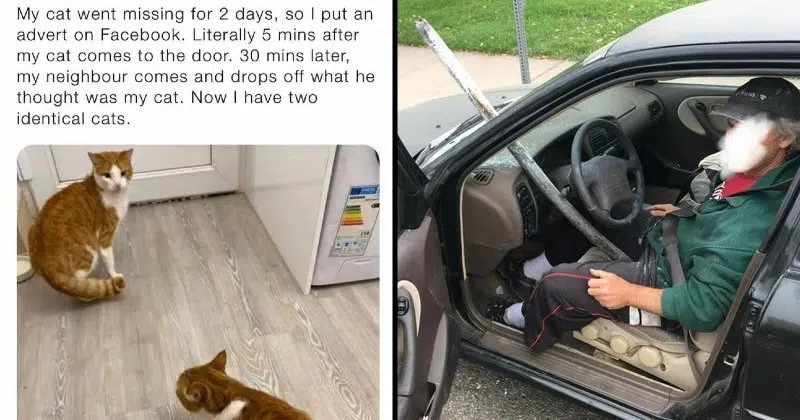 My cat went missing for 2 days, so I put an
advert on Facebook. Literally 5 mins after
my cat comes to the door. 30 mins later,
my neighbour comes and drops off what he
thought was my cat. Now I have two
identical cats.